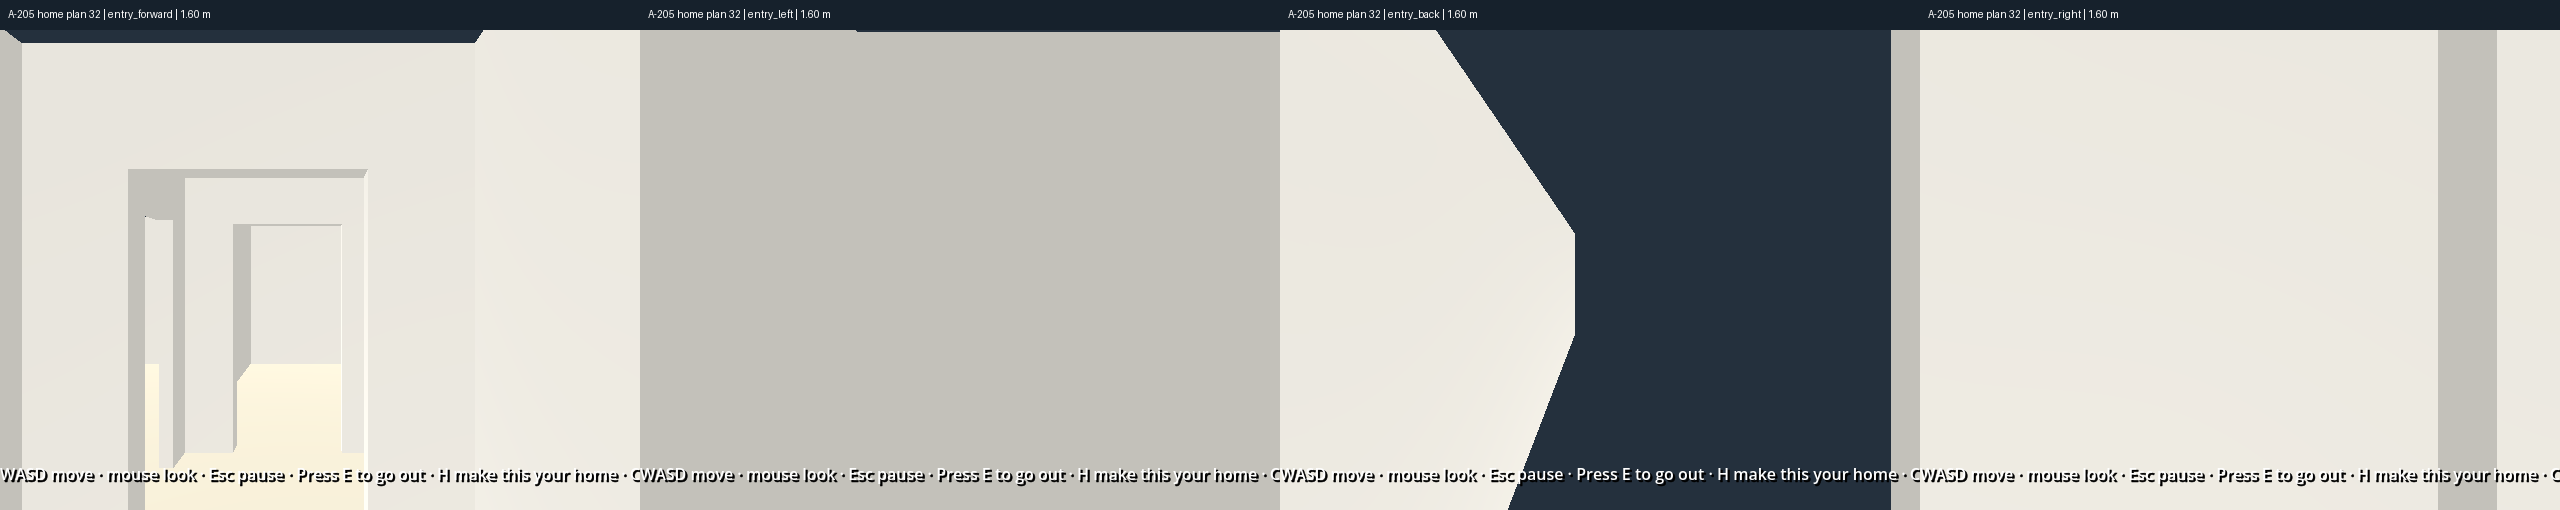 A-205 home plan 32 | entry_forward | 1.60 m
A-205 home plan 32 | entry_left | 1.60 m
A-205 home plan 32 | entry_back | 1.60 m
A-205 home plan 32 | entry_right | 1.60 m
WASD move · mouse look · Esc pause · Press E to go out · H make this your home · C
WASD move · mouse look · Esc pause · Press E to go out · H make this your home · C
WASD move · mouse look · Esc pause · Press E to go out · H make this your home · C
WASD move · mouse look · Esc pause · Press E to go out · H make this your home · C